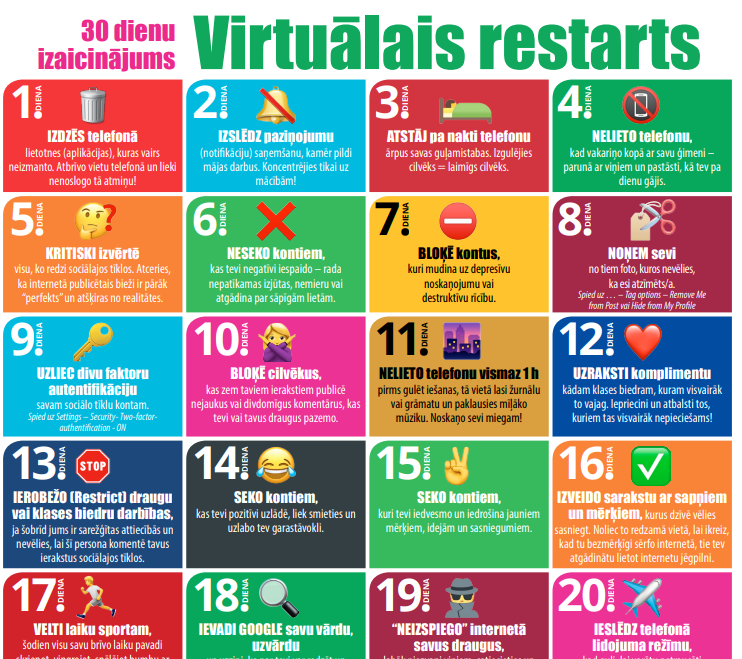 30 dienu
izaicinājums
Virtuālais restarts
1. DIENA
IZDZĒS telefonā
lietotnes (aplikācijas), kuras vairs
neizmanto. Atbrīvo vietu telefonā un lieki
nenoslogo tā atmiņu!
2. DIENA
IZSLĒDZ paziņojumu
(notifikāciju) saņemšanu, kamēr pildi
mājas darbus. Koncentrējies tikai uz
mācībām!
3. DIENA
ATSTĀJ pa nakti telefonu
ārpus savas guļamistabas. Izgulējies
cilvēks = laimīgs cilvēks.
4. DIENA
NELIETO telefonu,
kad vakariņo kopā ar savu ģimeni –
parunā ar viņiem un pastāsti, kā tev pa
dienu gājis.
5. DIENA
KRITISKI izvērtē
visu, ko redzi sociālajos tīklos. Atceries,
ka internetā publicētais bieži ir pārāk
"perfekts" un atšķiras no realitātes.
6. DIENA
NESEKO kontiem,
kas tevi negatīvi iespaido – rada
nepatīkamas izjūtas, nemieru vai
atgādina par sāpīgām lietām.
7. DIENA
BLOĶĒ kontus,
kuri mudina uz depresīvu
noskaņojumu vai
destruktīvu rīcību.
8. DIENA
NOŅEM sevi
no tiem foto, kuros nevēlies,
ka esi atzīmēts/a.
Spied uz … – Tag options – Remove Me
from Post vai Hide from My Profile
9. DIENA
UZLIEC divu faktoru
autentifikāciju
savam sociālo tīklu kontam.
Spied uz Settings – Security- Two-factor-
authentification - ON
10. DIENA
BLOĶĒ cilvēkus,
kas zem taviem ierakstiem publicē
nejaukus vai divdomīgus komentārus, kas
tevi vai tavus draugus pazemo.
11. DIENA
NELIETO telefonu vismaz 1 h
pirms gulēt iešanas, tā vietā lasi žurnālu
vai grāmatu un paklausies mīļāko
mūziku. Noskaņo sevi miegam!
12. DIENA
UZRAKSTI komplimentu
kādam klases biedram, kuram visvairāk
to vajag. Iepriecini un atbalsti tos,
kuriem tas visvairāk nepieciešams!
13. DIENA
STOP
IEROBEŽO (Restrict) draugu
vai klases biedru darbības,
ja šobrīd jums ir sarežģītas attiecības un
nevēlies, lai šī persona komentē tavus
ierakstus sociālajos tīklos.
14. DIENA
SEKO kontiem,
kas tevi pozitīvi uzlādē, liek smieties un
uzlabo tev garastāvokli.
15. DIENA
SEKO kontiem,
kuri tevi iedvesmo un iedrošina jauniem
mērķiem, idejām un sasniegumiem.
16. DIENA
IZVEIDO sarakstu ar sapņiem
un mērķiem, kurus dzīvē vēlies
sasniegt. Noliec to redzamā vietā, lai ikreiz,
kad tu bezmērķīgi sērfo internetā, tie tev
atgādinātu lietot internetu jēgpilni.
17. DIENA
VELTI laiku sportam,
šodien visu savu brīvo laiku pavadi
18. DIENA
IEVADI GOOGLE savu vārdu,
uzvārdu
19. DIENA
"NEIZSPIEGO" internetā
savus draugus,
20. DIENA
IESLĒDZ telefonā
lidojuma režīmu,